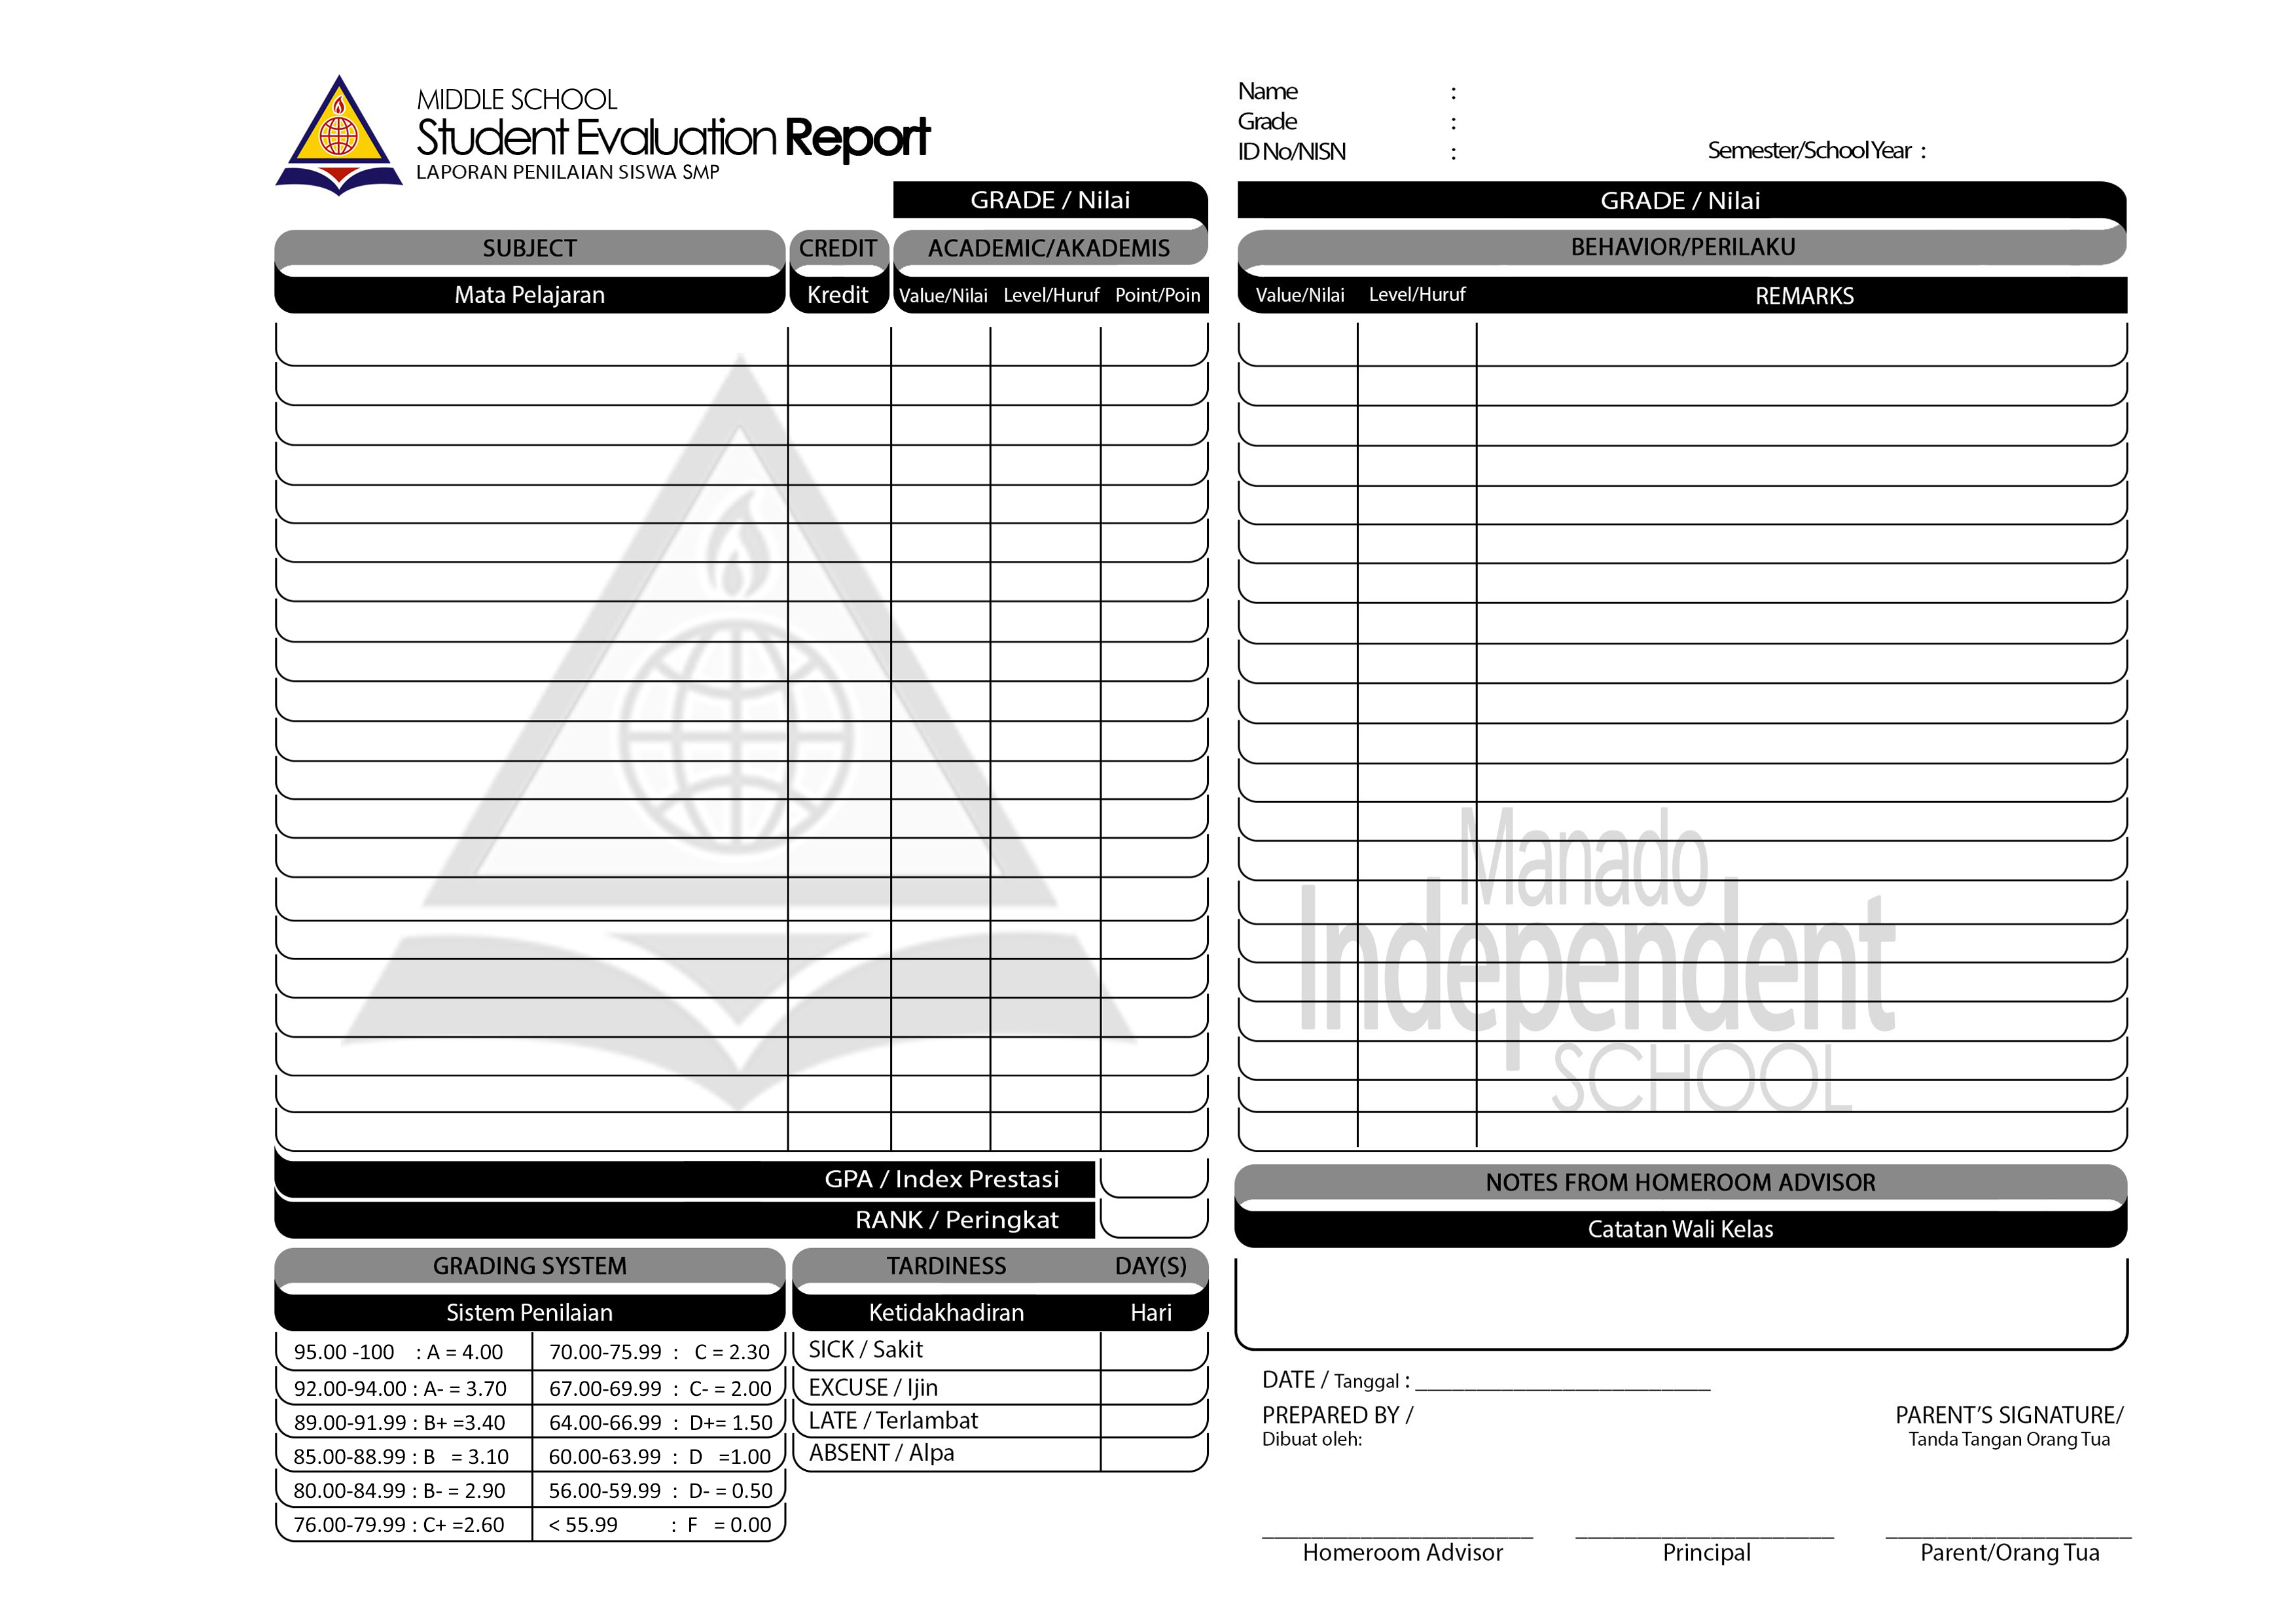 MIDDLE SCHOOL
Student Evaluation Report
LAPORAN PENILAIAN SISWA SMP
Name :
Grade :
ID No/NISN :
Semester/School Year :
GRADE / Nilai
SUBJECT
CREDIT
ACADEMIC/AKADEMIS
Mata Pelajaran
Kredit
Value/Nilai Level/Huruf Point/Poin
GRADE / Nilai
BEHAVIOR/PERILAKU
Value/Nilai Level/Huruf REMARKS
Manado
Independent
SCHOOL
GPA / Index Prestasi
RANK / Peringkat
GRADING SYSTEM
Sistem Penilaian
95.00 -100 : A = 4.00
92.00-94.00 : A- = 3.70
89.00-91.99 : B+ =3.40
85.00-88.99 : B = 3.10
80.00-84.99 : B- = 2.90
76.00-79.99 : C+ =2.60
70.00-75.99 : C = 2.30
67.00-69.99 : C- = 2.00
64.00-66.99 : D+= 1.50
60.00-63.99 : D =1.00
56.00-59.99 : D- = 0.50
< 55.99 : F = 0.00
TARDINESS DAY(S)
Ketidakhadiran Hari
SICK / Sakit
EXCUSE / Ijin
LATE / Terlambat
ABSENT / Alpa
NOTES FROM HOMEROOM ADVISOR
Catatan Wali Kelas
DATE / Tanggal : ________________________
PREPARED BY /
Dibuat oleh:
PARENT’S SIGNATURE/
Tanda Tangan Orang Tua
Homeroom Advisor
Principal
Parent/Orang Tua